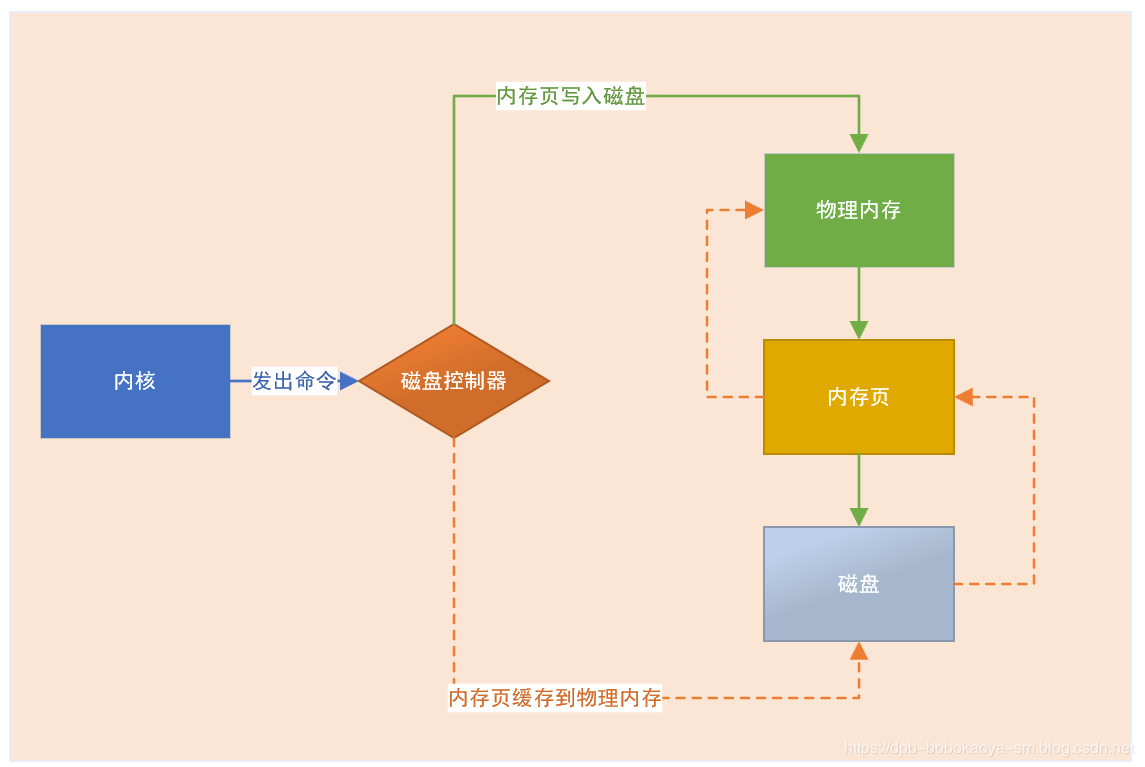 内存页写入磁盘
物理内存
内核
发出命令
磁盘控制器
内存页
磁盘
内存页缓存到物理内存
https://dpb-bobokaoya-sm.blog.csdn.net